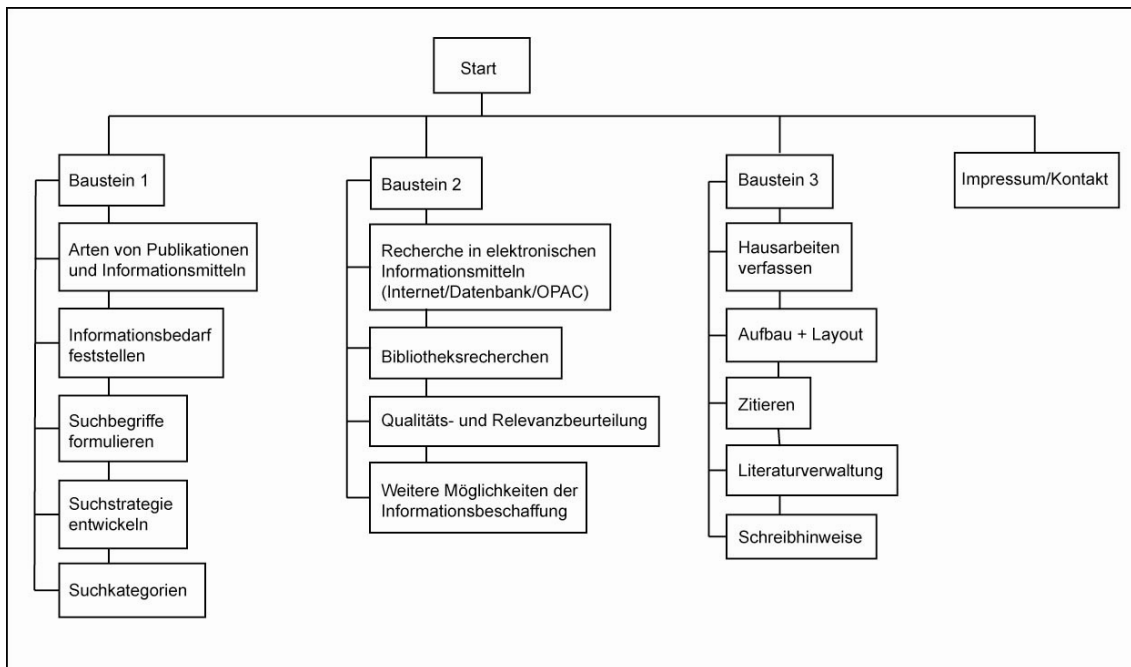 Start
Baustein 1
Arten von Publikationen
und Informationsmitteln
Informationsbedarf
feststellen
Suchbegriffe
formulieren
Suchstrategie
entwickeln
Suchkategorien
Baustein 2
Recherche in elektronischen
Informationsmitteln
(Internet/Datenbank/OPAC)
Bibliotheksrecherchen
Qualitäts- und Relevanzbeurteilung
Weitere Möglichkeiten der
Informationsbeschaffung
Baustein 3
Hausarbeiten
verfassen
Aufbau + Layout
Zitieren
Literaturverwaltung
Schreibhinweise
Impressum/Kontakt